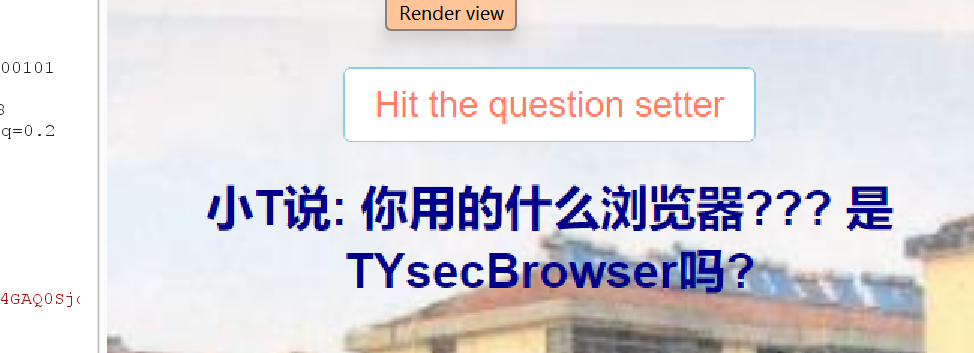 Render view
00101
Hit the question setter
q=0.2
小T说: 你用的什么浏览器??? 是
TYsecBrowser吗?
4GAQ0Sj